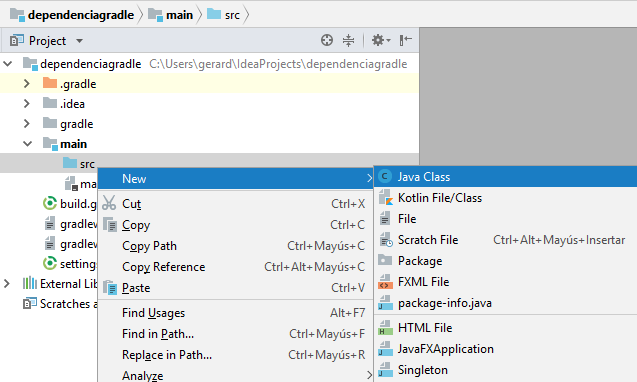 dependenciagradle main src
Project
dependenciagradle C:\Users\gerard\IdeaProjects\dependenciagradle
.gradle
.idea
gradle
main
src
ma
build.g
gradlew
gradlew
setting
External Lib
Scratches a
New
Cut Ctrl+X
Copy Ctrl+C
Copy Path Ctrl+Mayús+C
Copy Reference Ctrl+Alt+Mayús+C
Paste Ctrl+V
Find Usages Alt+F7
Find in Path... Ctrl+Mayús+F
Replace in Path... Ctrl+Mayús+R
Analyze
Java Class
Kotlin File/Class
File
Scratch File Ctrl+Alt+Mayús+Insertar
Package
FXML File
package-info.java
HTML File
JavaFXApplication
Singleton